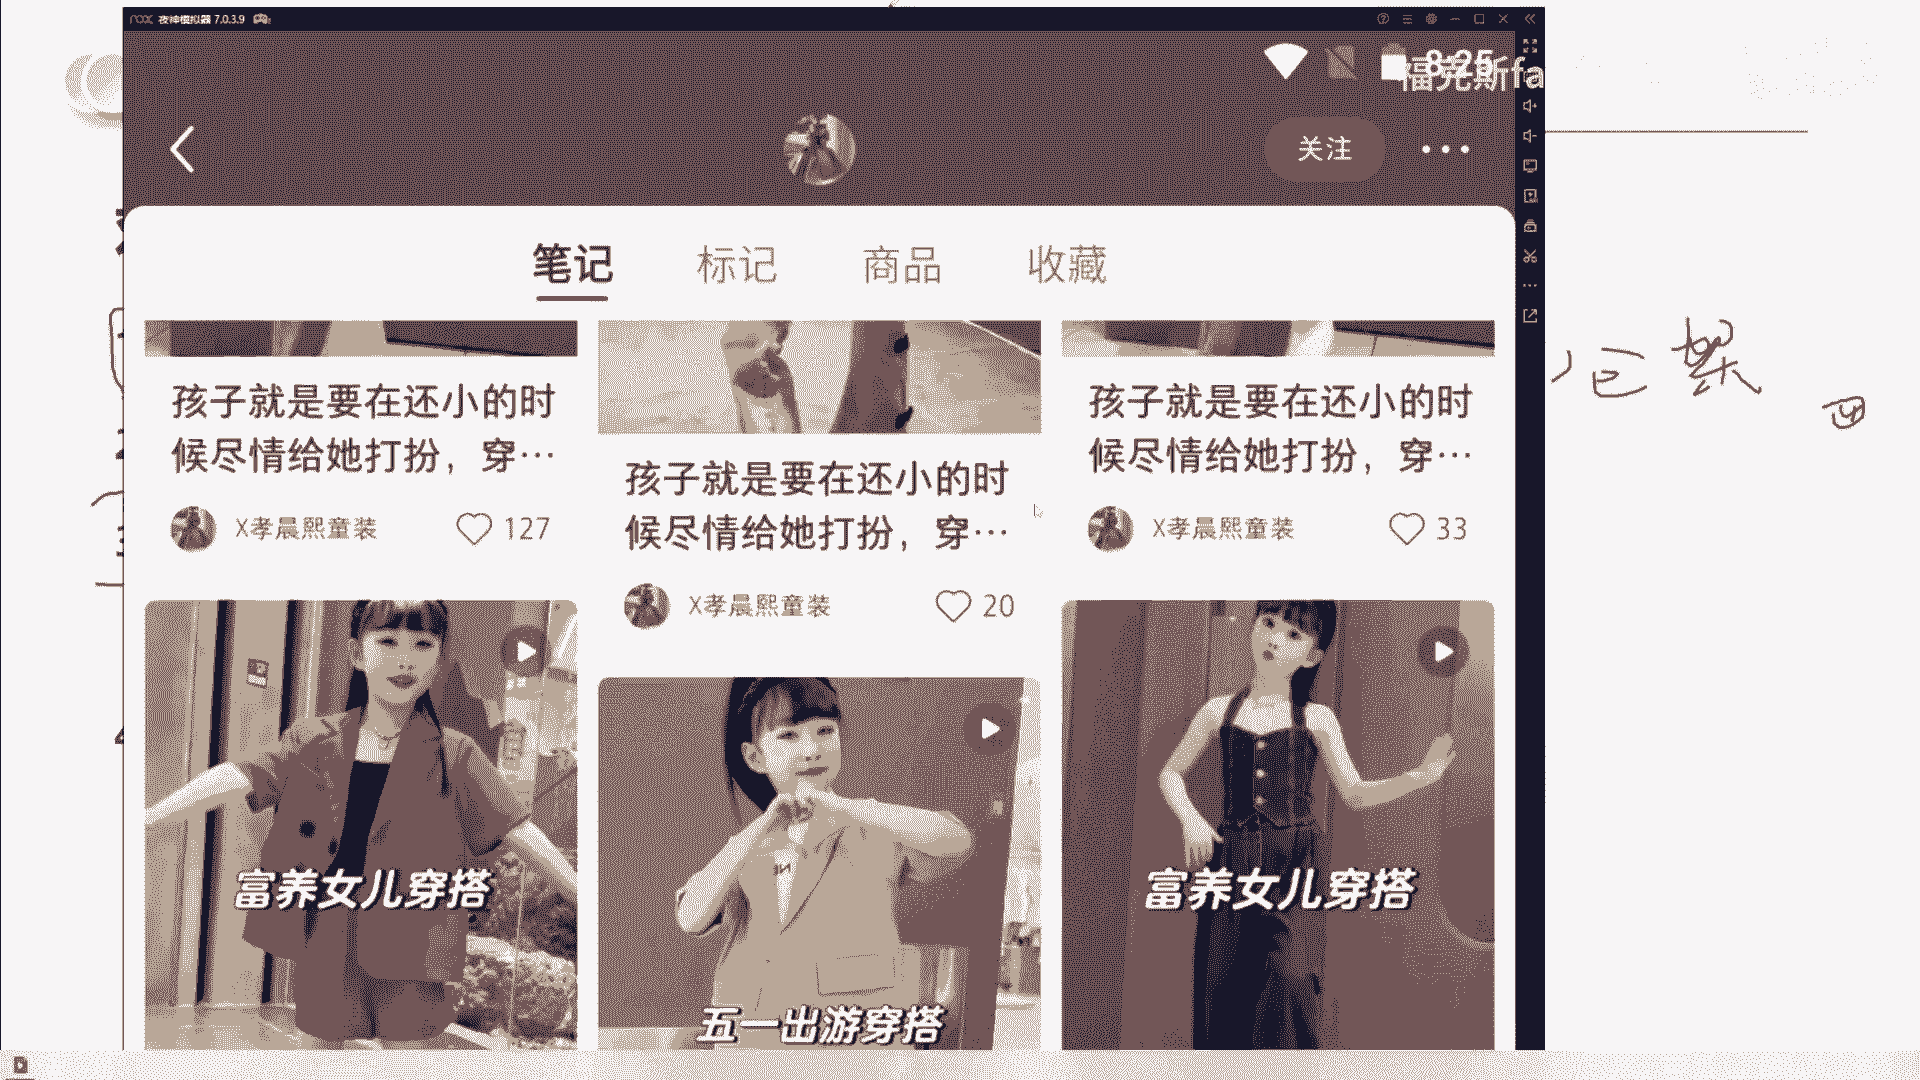 nox 夜神模拟器 7.0.3.9
8:25
福克斯fa
关注
笔记 标记 商品 收藏
孩子就是要在还小的时
候尽情给她打扮，穿…
X孝晨熙童装 127
孩子就是要在还小的时
候尽情给她打扮，穿…
X孝晨熙童装 20
孩子就是要在还小的时
候尽情给她打扮，穿…
X孝晨熙童装 33
富养女儿穿搭
五一出游穿搭
富养女儿穿搭